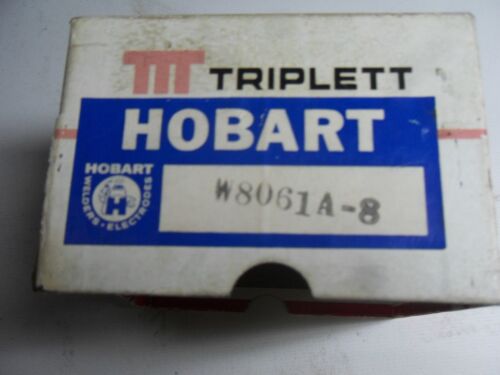 TRIPLETT
HOBART
HOBART
WELDERS • ELECTRODES
H
W8061A-8